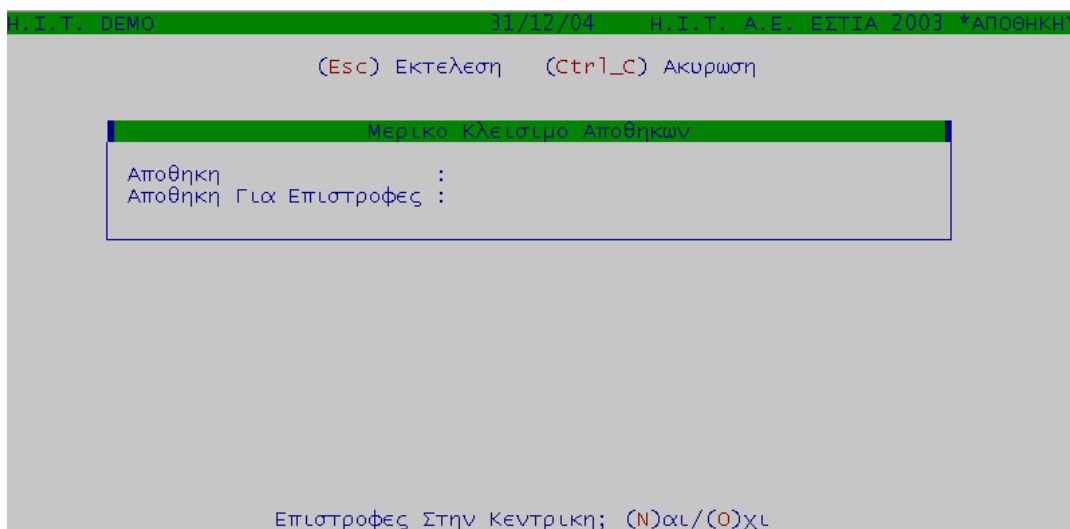 H.I.T. DEMO 31/12/04 H.I.T. A.E. ΕΣΤΙΑ 2003 *ΑΠΟΘΗΚΗ*
(Esc) Εκτελεση (Ctrl_C) Ακυρωση
Μερικο Κλεισιμο Αποθηκων
Αποθηκη :
Αποθηκη Για Επιστροφες :
Επιστροφες Στην Κεντρικη; (Ν)αι/(Ο)χι